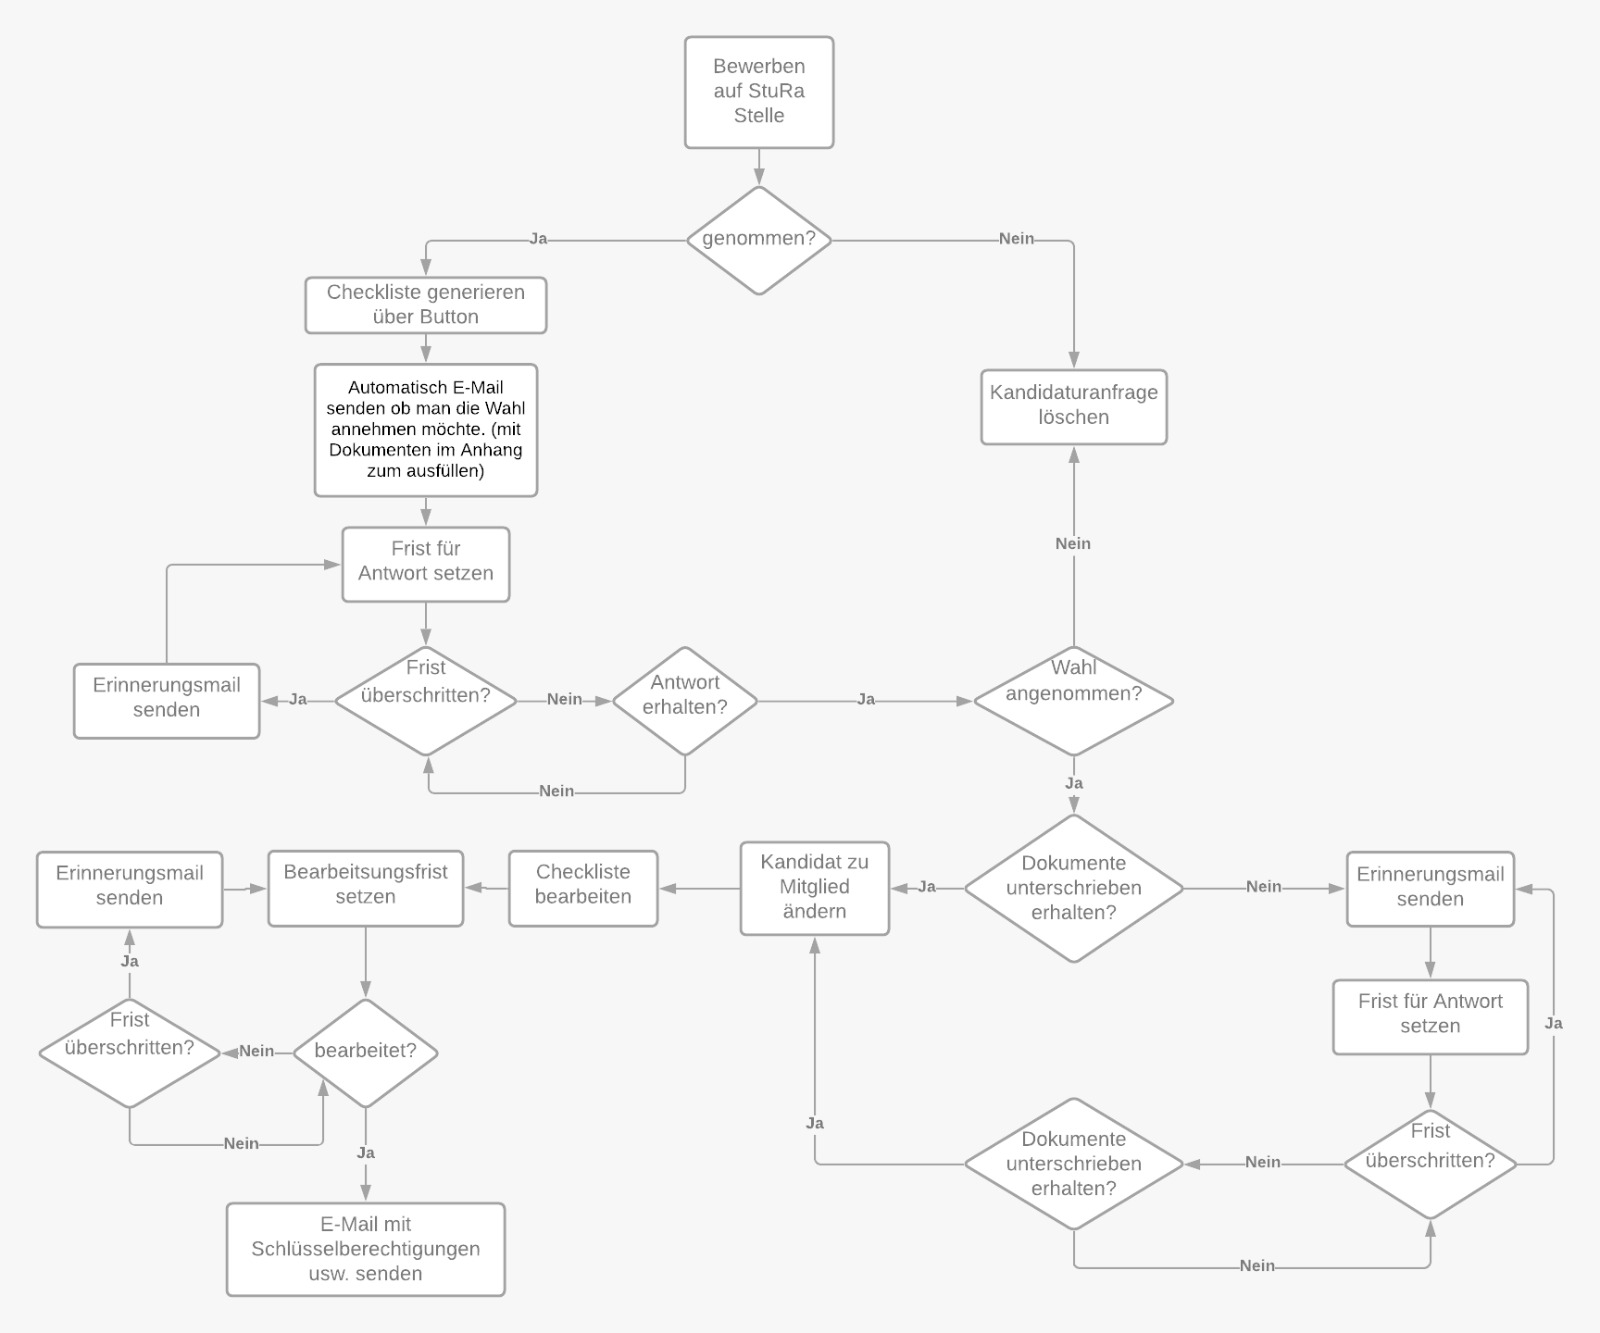 Bewerben
auf StuRa
Stelle
genommen?
Ja
Nein
Checkliste generieren
über Button
Automatisch E-Mail
senden ob man die Wahl
annehmen möchte. (mit
Dokumenten im Anhang
zum ausfüllen)
Kandidaturanfrage
löschen
Nein
Frist für
Antwort setzen
Erinnerungsmail
senden
Ja
Frist
überschritten?
Nein
Antwort
erhalten?
Ja
Wahl
angenommen?
Nein
Ja
Erinnerungsmail
senden
Bearbeitsungsfrist
setzen
Checkliste
bearbeiten
Kandidat zu
Mitglied
ändern
Ja
Dokumente
unterschrieben
erhalten?
Nein
Erinnerungsmail
senden
Ja
Frist für Antwort
setzen
Ja
Frist
überschritten?
Nein
bearbeitet?
Nein
Ja
Ja
Dokumente
unterschrieben
erhalten?
Nein
Frist
überschritten?
Nein
E-Mail mit
Schlüsselberechtigungen
usw. senden